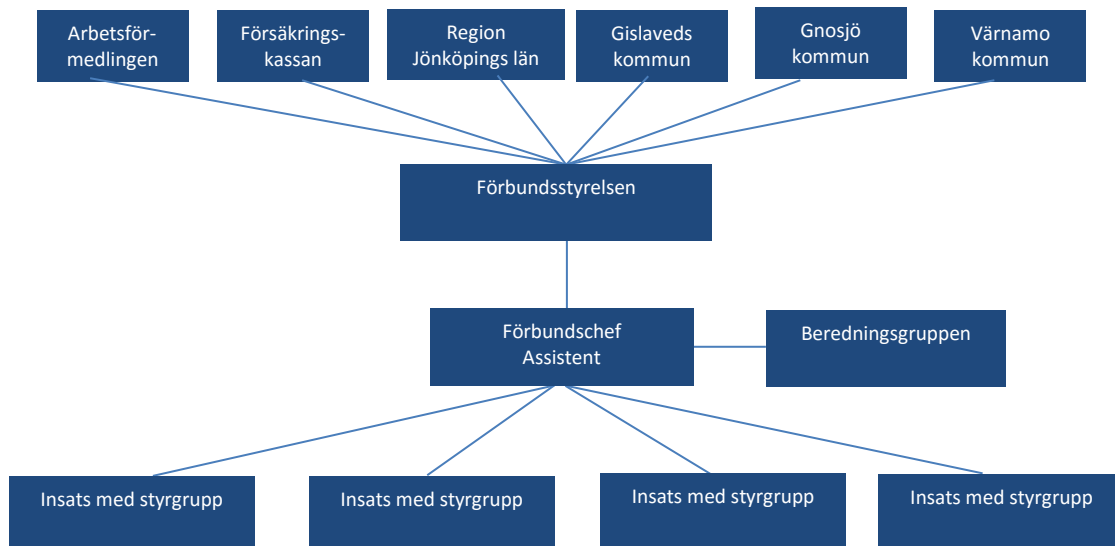 Arbetsför-
medlingen
Försäkrings-
kassan
Region
Jönköpings län
Gislaveds
kommun
Gnosjö
kommun
Värnamo
kommun
Förbundsstyrelsen
Förbundschef
Assistent
Beredningsgruppen
Insats med styrgrupp
Insats med styrgrupp
Insats med styrgrupp
Insats med styrgrupp